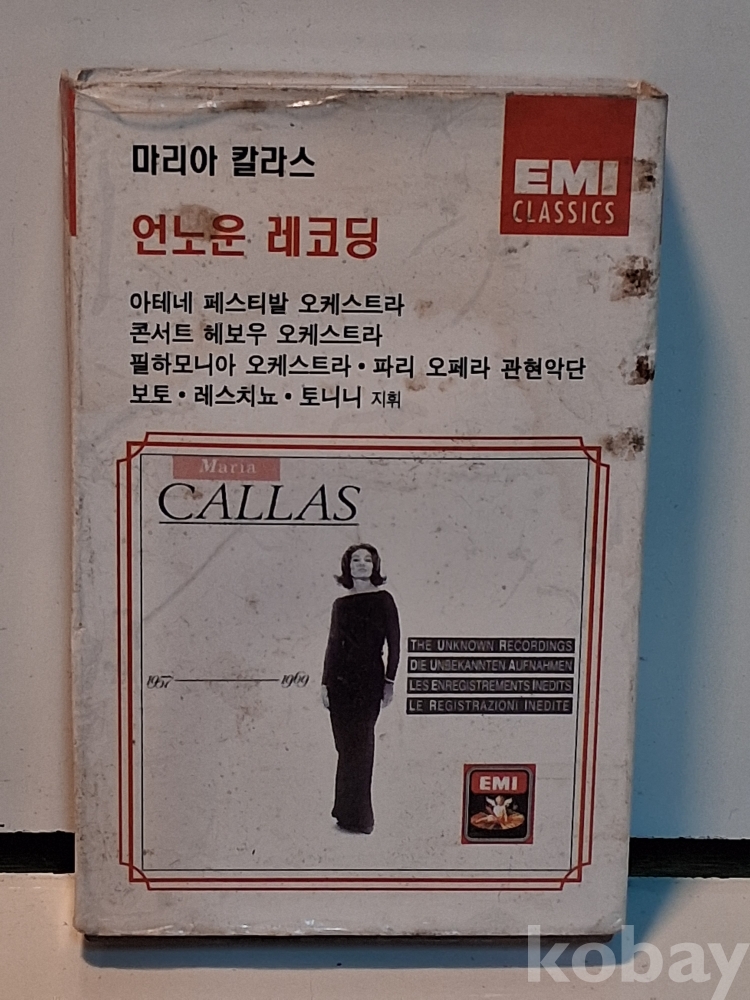 마리아 칼라스
EMI
CLASSICS
언노운 레코딩
아테네 페스티발 오케스트라
콘서트 헤보우 오케스트라
필하모니아 오케스트라·파리 오페라 관현악단
보토·레스치뇨·토니니 지휘
Maria
CALLAS
THE UNKNOWN RECORDINGS
DIE UNBEKANNTEN AUFNAHMEN
LES ENREGISTREMENTS INEDITS
LE REGISTRAZIONI INEDITE
1957 1969
EMI
kobay